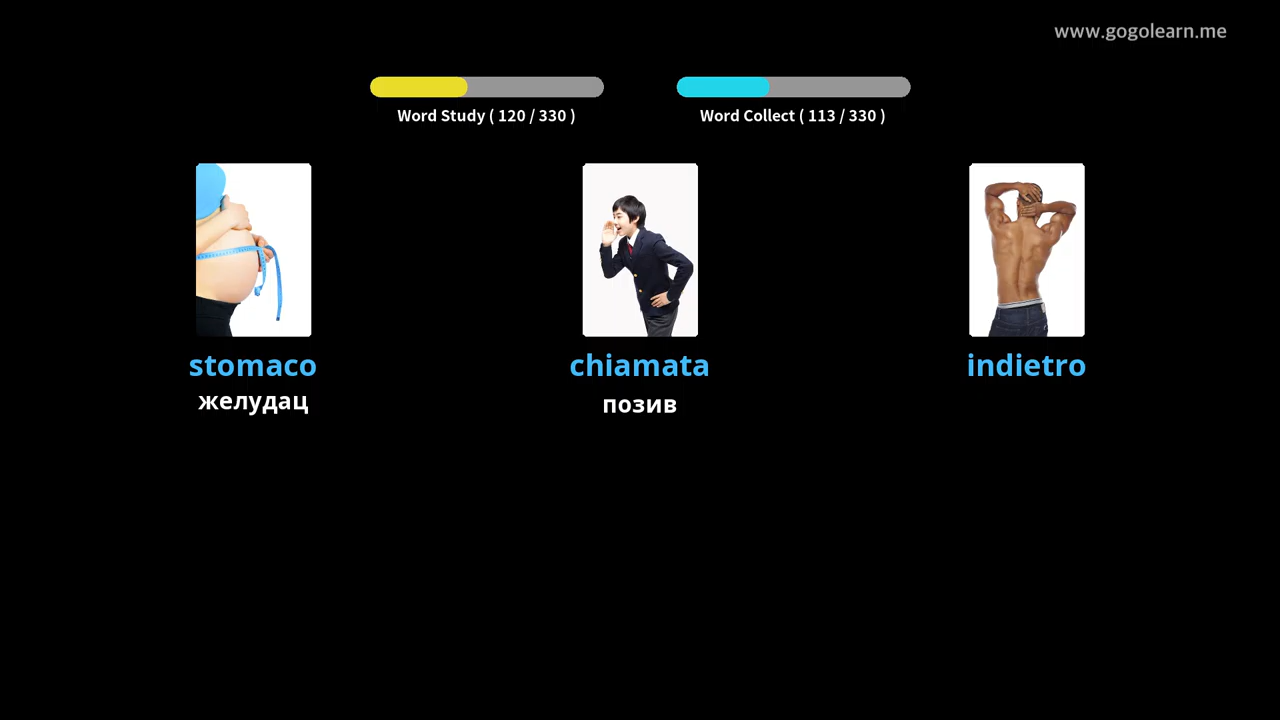 www.gogolearn.me
Word Study ( 120 / 330 )
Word Collect ( 113 / 330 )
stomaco
chiamata
indietro
желудац
позив